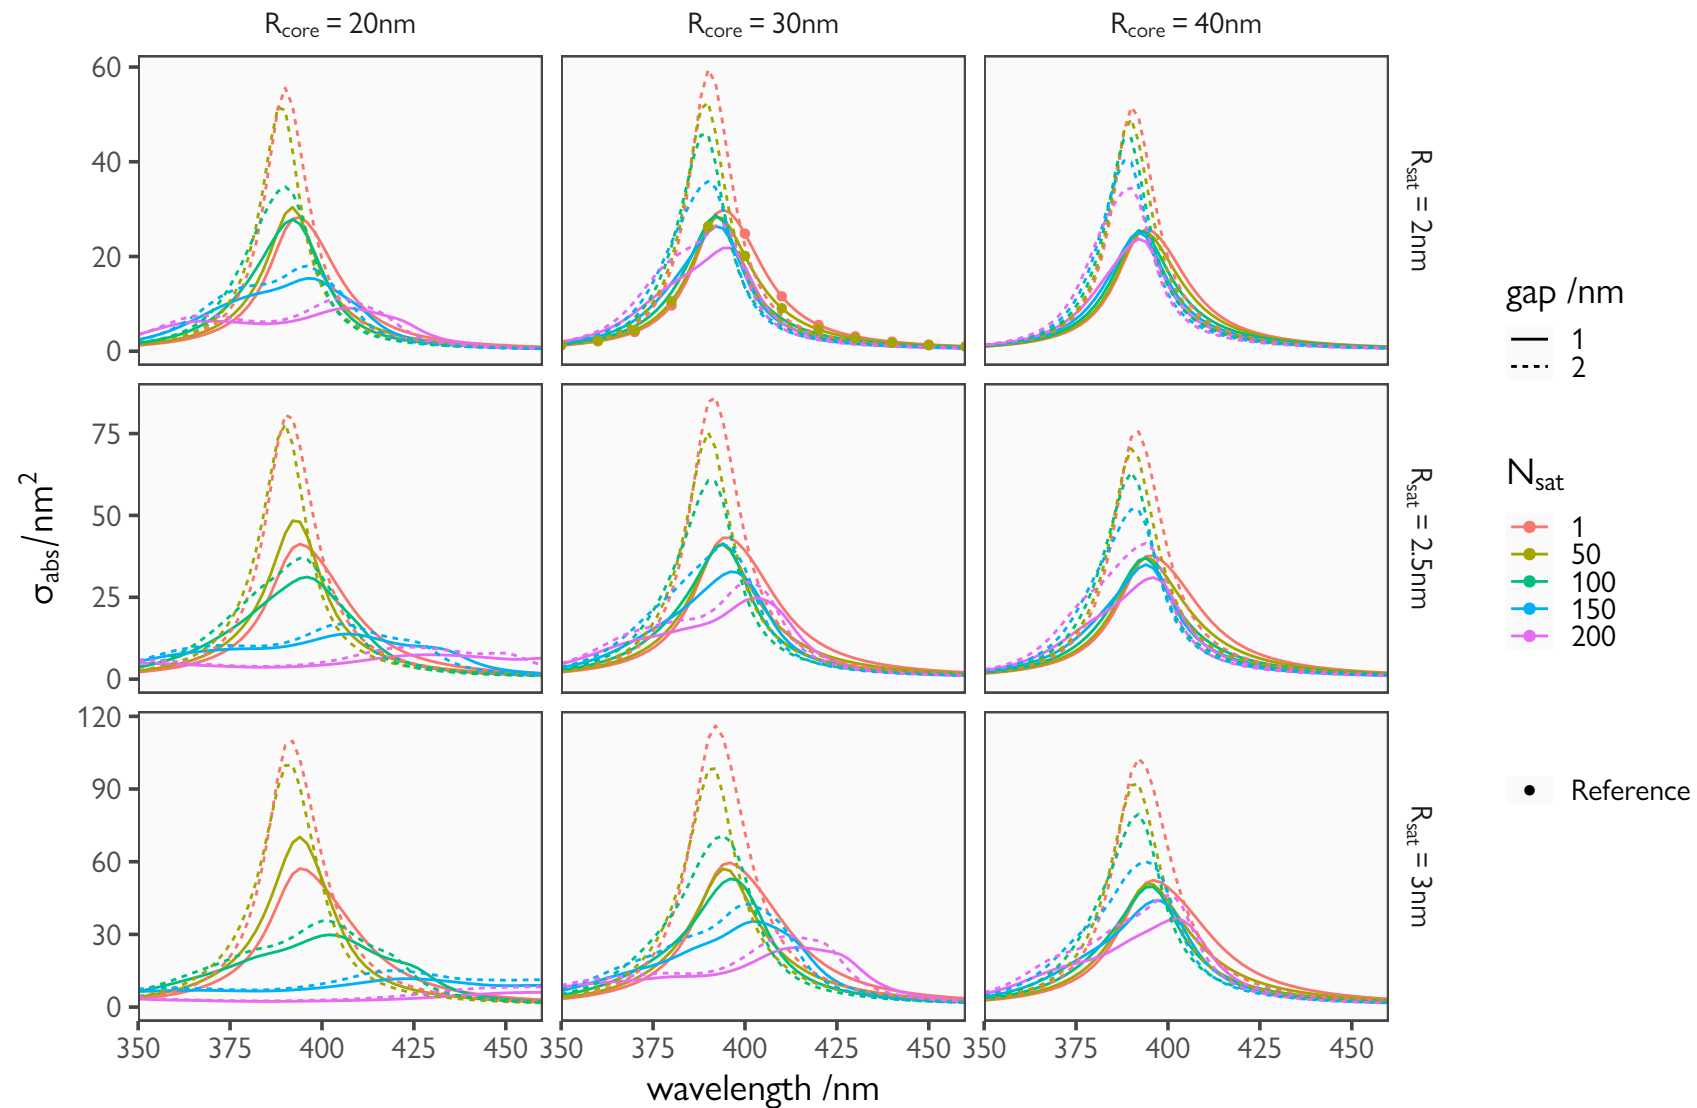 R_core = 20nm
R_core = 30nm
R_core = 40nm
60
40
20
0
R_sat = 2nm
75
50
25
0
R_sat = 2.5nm
120
90
60
30
0
R_sat = 3nm
350 375 400 425 450
350 375 400 425 450
350 375 400 425 450
wavelength /nm
σ_abs/nm²
gap /nm
1
2
N_sat
1
50
100
150
200
Reference